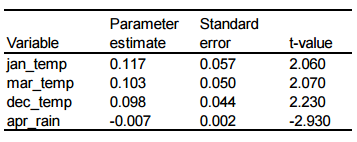 Parameter Standard
Variable estimate error t-value
jan_temp 0.117 0.057 2.060
mar_temp 0.103 0.050 2.070
dec_temp 0.098 0.044 2.230
apr_rain -0.007 0.002 -2.930